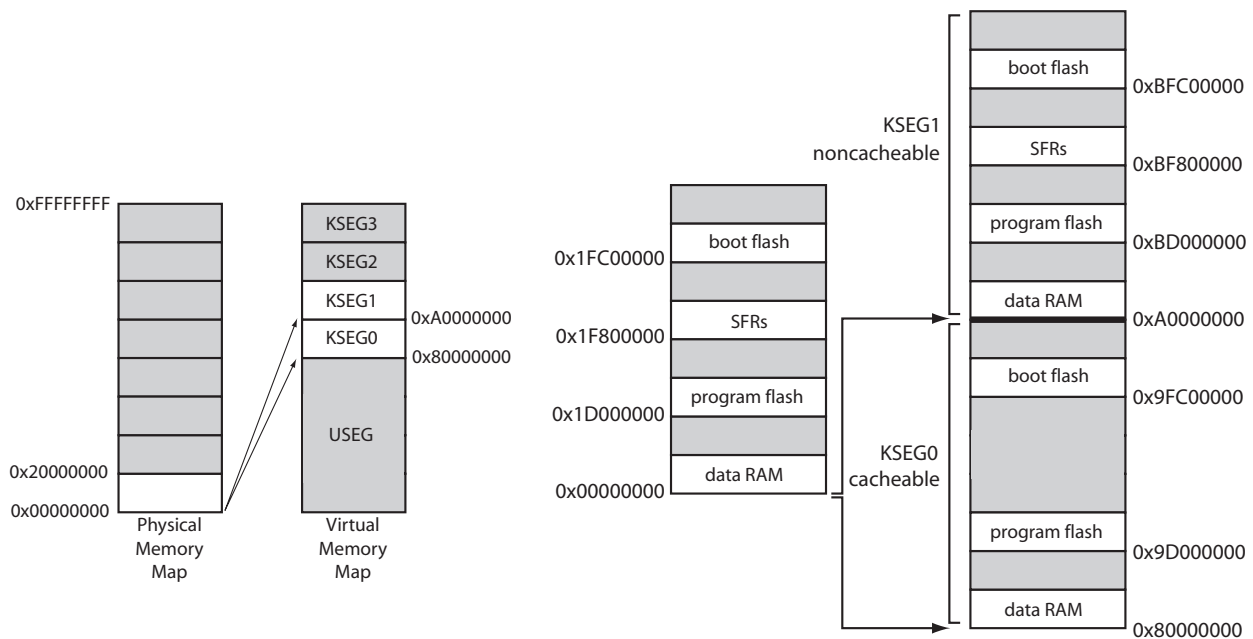 0xFFFFFFFF
0x20000000
0x00000000
Physical
Memory
Map
KSEG3
KSEG2
KSEG1
KSEG0
USEG
0xA0000000
0x80000000
Virtual
Memory
Map
boot flash
0x1FC00000
SFRs
0x1F800000
program flash
0x1D000000
data RAM
0x00000000
KSEG1
noncacheable
KSEG0
cacheable
boot flash
0xBFC00000
SFRs
0xBF800000
program flash
0xBD000000
data RAM
0xA0000000
boot flash
0x9FC00000
program flash
0x9D000000
data RAM
0x80000000